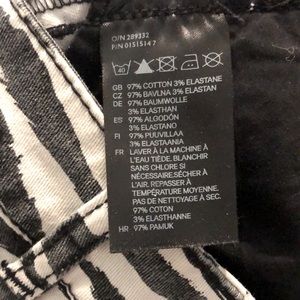 O/N 289332
P/N 01515147
40
GB 97% COTTON 3% ELASTANE
CZ 97% BAVLNA 3% ELASTAN
DE 97% BAUMWOLLE
3% ELASTHAN
ES 97% ALGODÓN
3% ELASTANO
FI 97% PUUVILLAA
3% ELASTAANIA
FR LAVER À LA MACHINE À
L'EAU TIÈDE. BLANCHIR
SANS CHLORE SI
NÉCESSAIRE.SÉCHER À
L'AIR. REPASSER À
TEMPÉRATURE MOYENNE.
PAS DE NETTOYAGE À SEC.
97% COTON
3% ÉLASTHANNE
HR 97% PAMUK